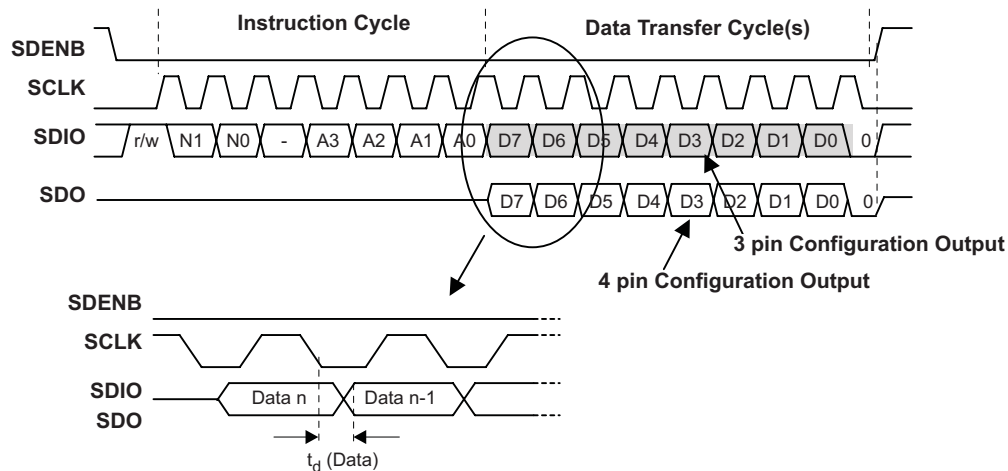 Instruction Cycle Data Transfer Cycle(s)
SDENB
SCLK
SDIO r/w N1 N0 - A3 A2 A1 A0 D7 D6 D5 D4 D3 D2 D1 D0 0
SDO D7 D6 D5 D4 D3 D2 D1 D0 0
3 pin Configuration Output
4 pin Configuration Output
SDENB
SCLK
SDIO Data n Data n-1
SDO
td (Data)